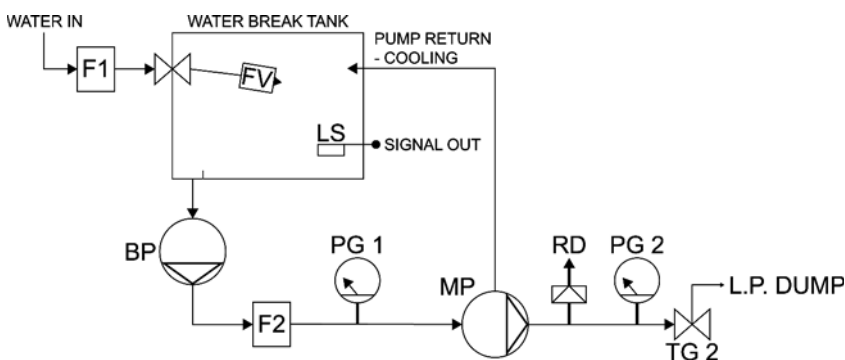 WATER IN
WATER BREAK TANK
PUMP RETURN
- COOLING
F1
FV
LS
SIGNAL OUT
BP
PG 1
MP
RD
PG 2
L.P. DUMP
F2
TG 2